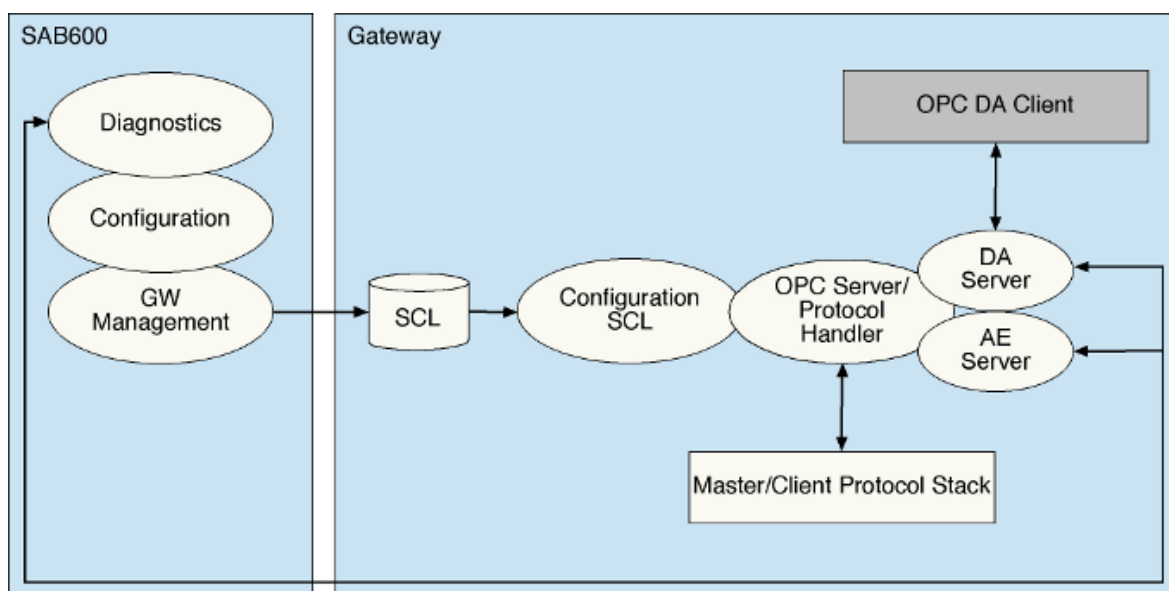 SAB600
Gateway
Diagnostics
Configuration
GW
Management
OPC DA Client
SCL
Configuration
SCL
OPC Server/
Protocol
Handler
DA
Server
AE
Server
Master/Client Protocol Stack